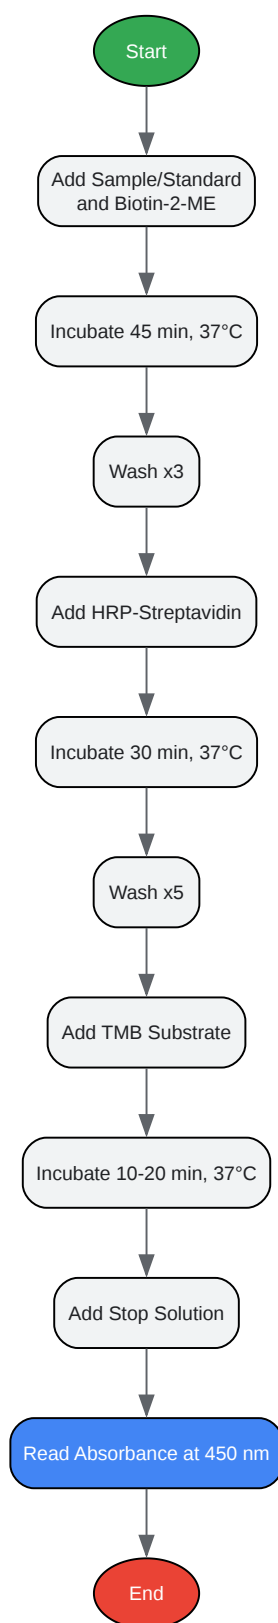 Start
Add Sample/Standard
and Biotin-2-ME
Incubate 45 min, 37°C
Wash x3
Add HRP-Streptavidin
Incubate 30 min, 37°C
Wash x5
Add TMB Substrate
Incubate 10-20 min, 37°C
Add Stop Solution
Read Absorbance at 450 nm
End